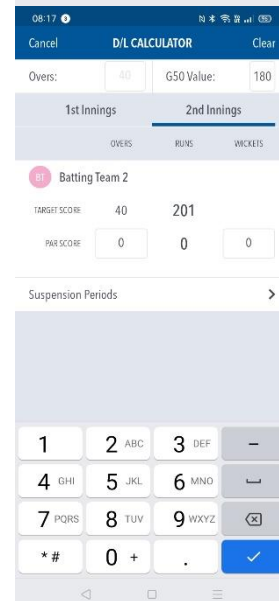 08:17
Cancel D/L CALCULATOR Clear
Overs: 40 G50 Value: 180
1st Innings 2nd Innings
OVERS RUNS WICKETS
BT Batting Team 2
TARGET SCORE 40 201
PAR SCORE 0 0 0
Suspension Periods
1 2 ABC 3 DEF –
4 GHI 5 JKL 6 MNO
7 PQRS 8 TUV 9 WXYZ
* # 0 + .